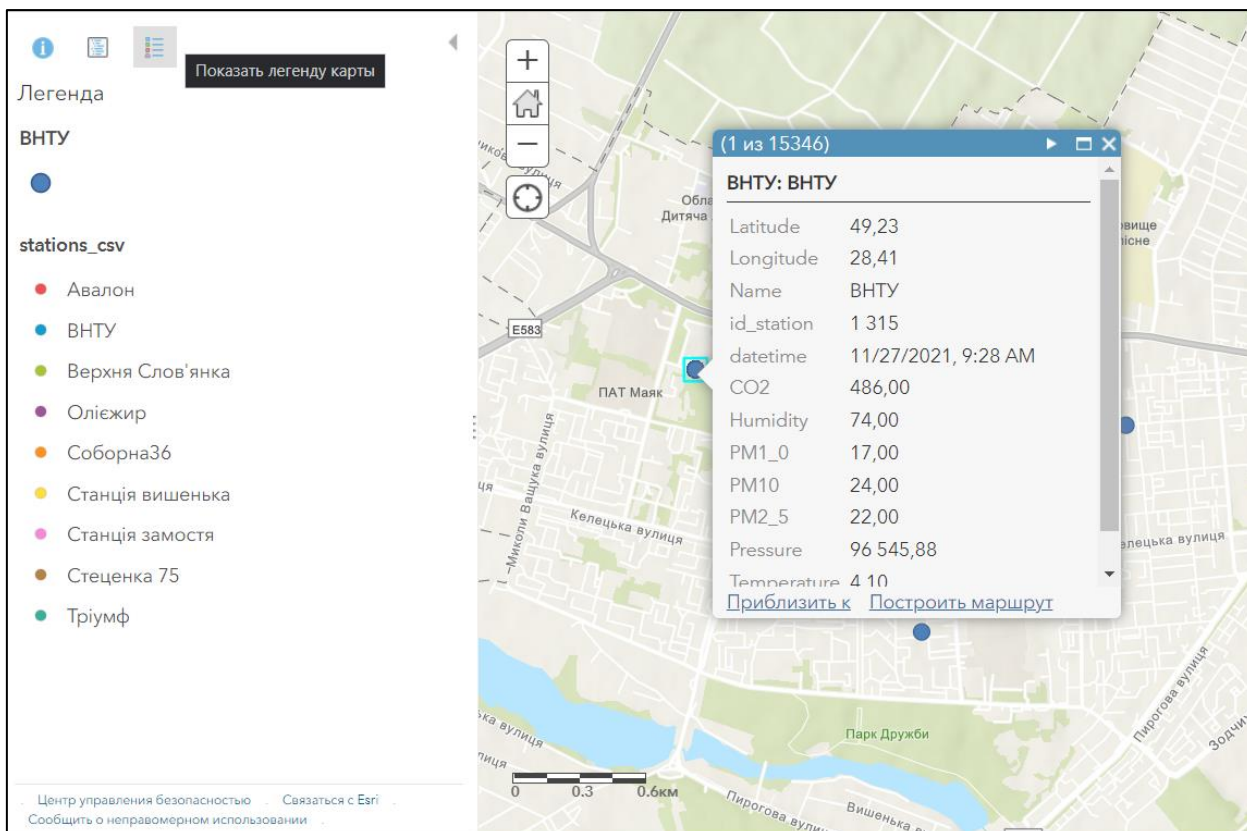 Показать легенду карты
Легенда
ВНТУ
stations_csv
Авалон
ВНТУ
Верхня Слов'янка
Олієжир
Соборна36
Станція вишенька
Станція замостя
Стеценка 75
Тріумф
Центр управления безопасностью
Связаться с Esri
Сообщить о неправомерном использовании
+
−
(1 из 15346)
ВНТУ: ВНТУ
Latitude 49,23
Longitude 28,41
Name ВНТУ
id_station 1 315
datetime 11/27/2021, 9:28 AM
CO2 486,00
Humidity 74,00
PM1_0 17,00
PM10 24,00
PM2_5 22,00
Pressure 96 545,88
Temperature 4,10
Приблизить к Построить маршрут
Дитяча
E583
ПАТ Маяк
Миколи Ващука вулиця
Келецька вулиця
Парк Дружби
Пирогова вулиця
0 0.3 0.6км